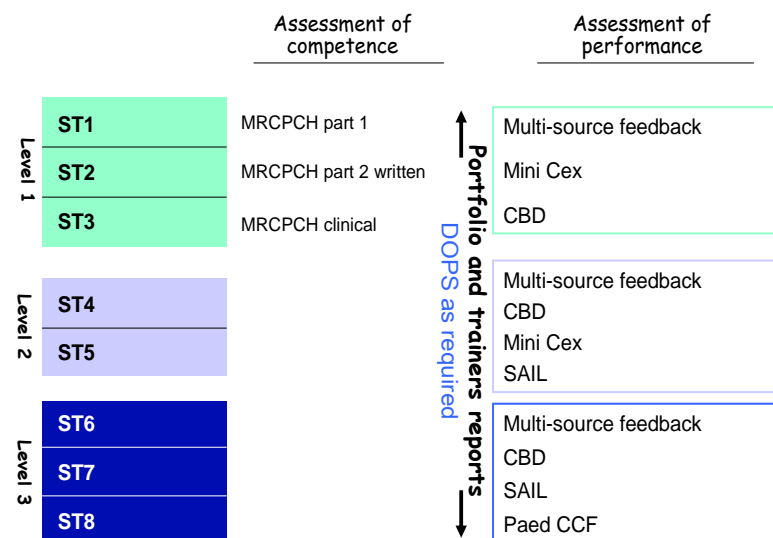 Assessment of
competence
Assessment of
performance
Level 1
ST1
MRCPCH part 1
ST2
MRCPCH part 2 written
ST3
MRCPCH clinical
Level 2
ST4
ST5
Level 3
ST6
ST7
ST8
Portfolio and trainers reports
DOPS as required
Multi-source feedback
Mini Cex
CBD
Multi-source feedback
CBD
Mini Cex
SAIL
Multi-source feedback
CBD
SAIL
Paed CCF